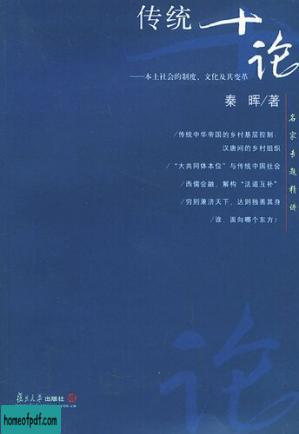 传统十论
——本土社会的制度、文化及其变革
秦 晖/著
名家专题精讲
/传统中华帝国的乡村基层控制:
汉唐间的乡村组织
/“大共同体本位”与传统中国社会
/西儒会融,解构“法道互补”
/穷则兼济天下,达则独善其身
/谁,面向哪个东方?
论
复旦大学出版社
homeofpdf.com